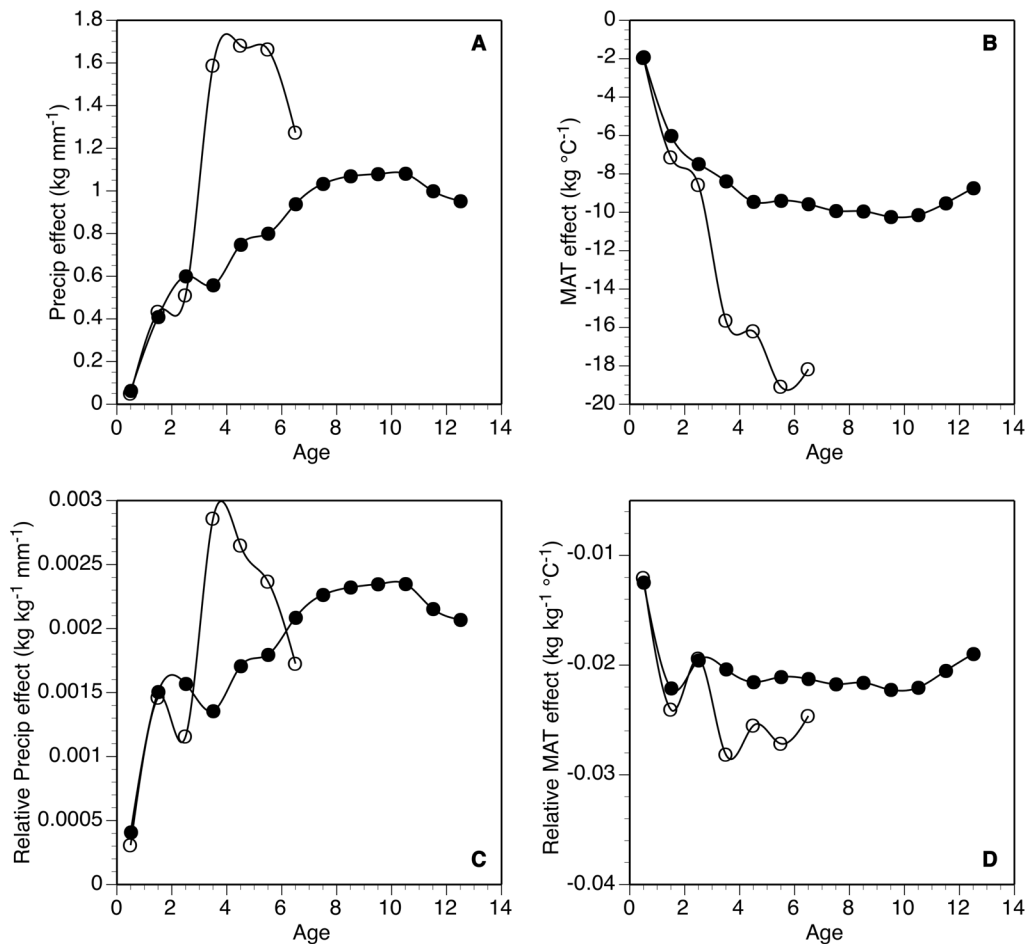 A
Precip effect (kg mm-1)
1.8
1.6
1.4
1.2
1
0.8
0.6
0.4
0.2
0
0 2 4 6 8 10 12 14
Age
B
MAT effect (kg °C-1)
0
-2
-4
-6
-8
-10
-12
-14
-16
-18
-20
0 2 4 6 8 10 12 14
Age
C
Relative Precip effect (kg kg-1 mm-1)
0.003
0.0025
0.002
0.0015
0.001
0.0005
0
0 2 4 6 8 10 12 14
Age
D
Relative MAT effect (kg kg-1 °C-1)
-0.01
-0.02
-0.03
-0.04
0 2 4 6 8 10 12 14
Age